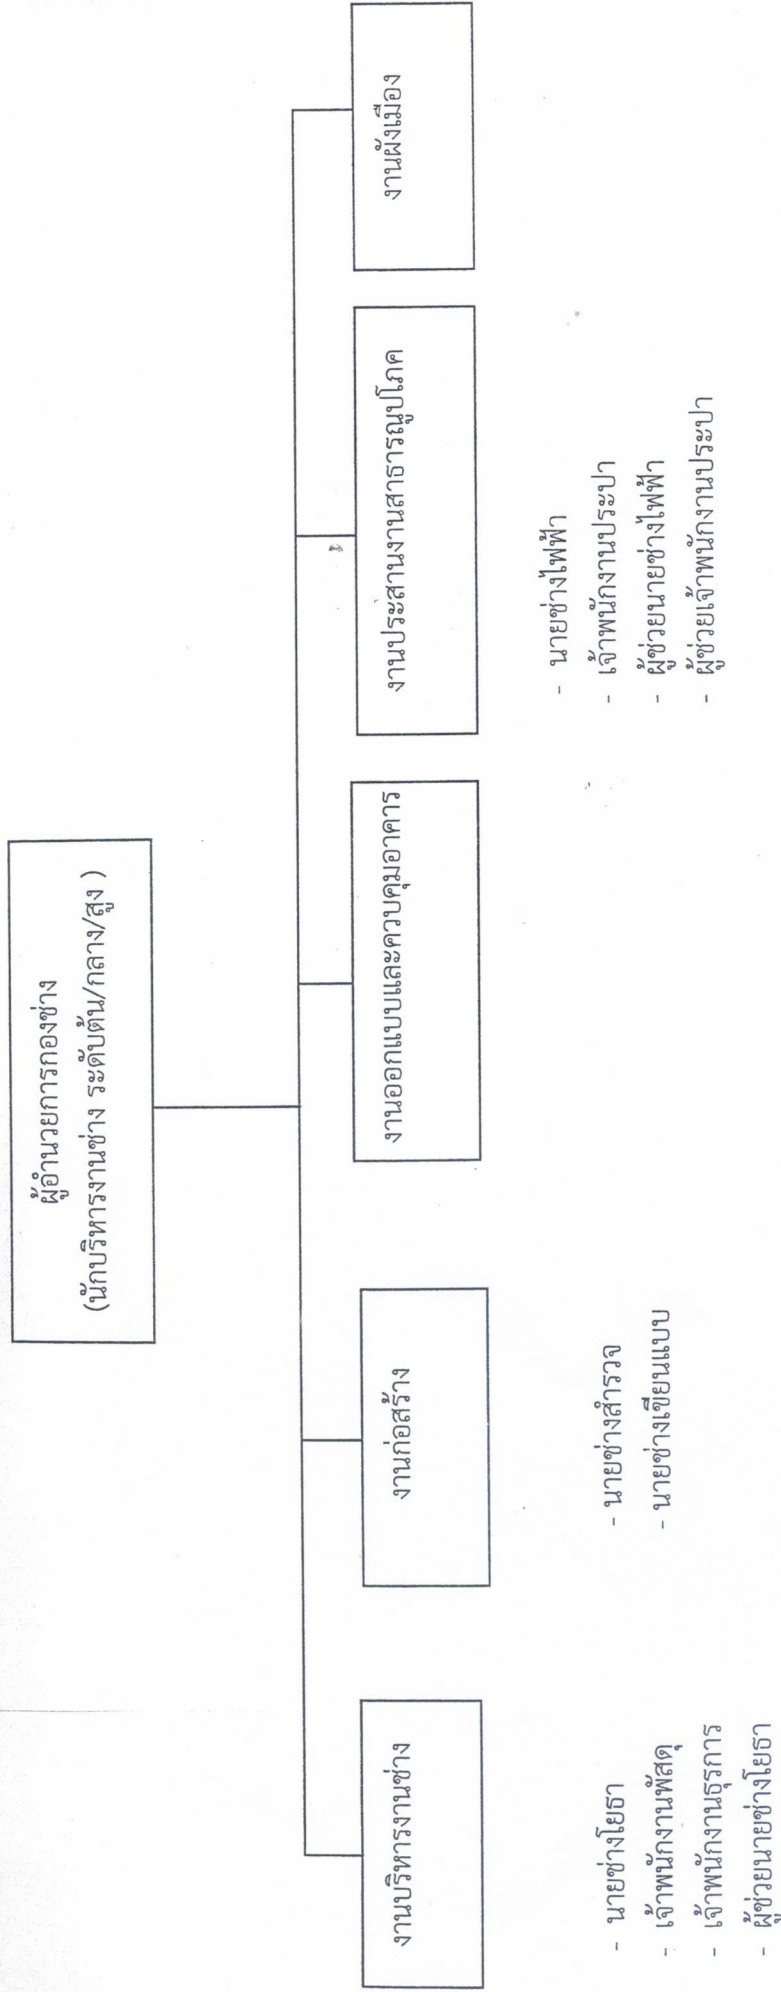 ผู้อำนวยการกองช่าง
(นักบริหารงานช่าง ระดับต้น/กลาง/สูง )
งานบริหารงานช่าง
งานก่อสร้าง
งานออกแบบและควบคุมอาคาร
งานประสานงานสาธารณูปโภค
งานผังเมือง
- นายช่างโยธา
- เจ้าพนักงานพัสดุ
- เจ้าพนักงานธุรการ
- ผู้ช่วยนายช่างโยธา
- นายช่างสำรวจ
- นายช่างเขียนแบบ
- นายช่างไฟฟ้า
- เจ้าพนักงานประปา
- ผู้ช่วยนายช่างไฟฟ้า
- ผู้ช่วยเจ้าพนักงานประปา